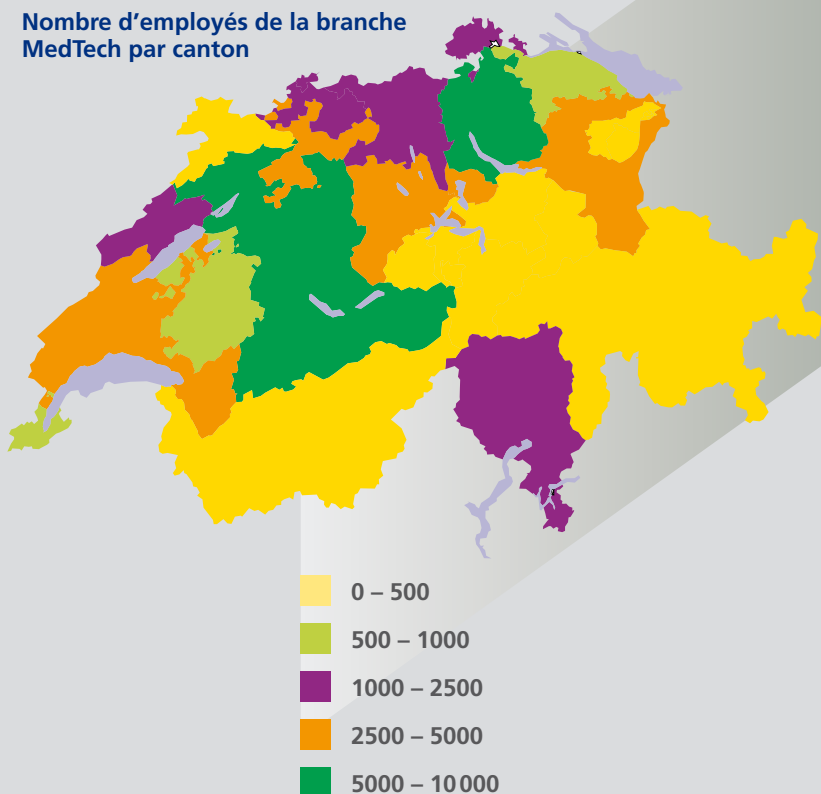 Nombre d'employés de la branche
MedTech par canton
0 – 500
500 – 1000
1000 – 2500
2500 – 5000
5000 – 10 000